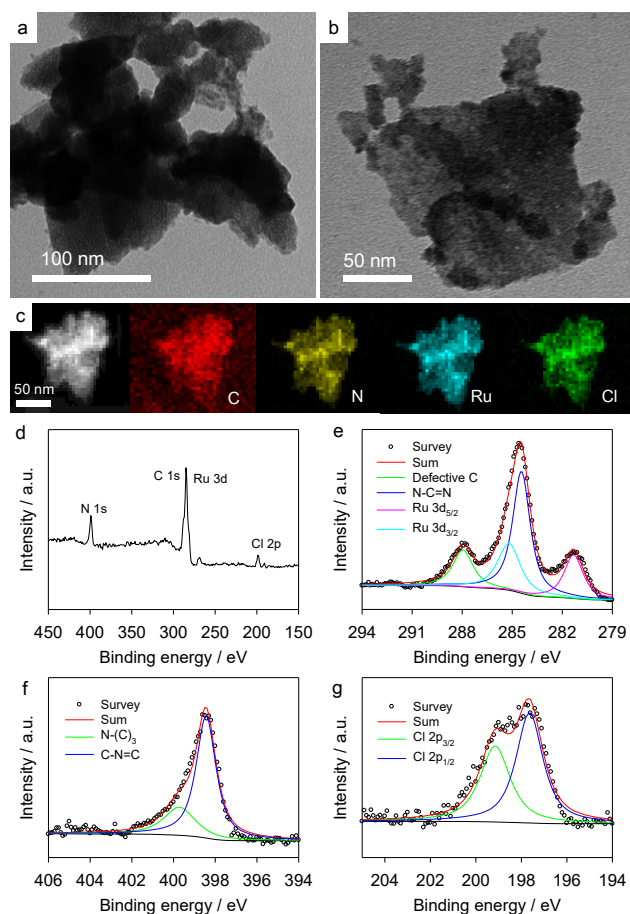 a
b
100 nm
50 nm
c
50 nm
C
N
Ru
Cl
d
Intensity / a.u.
N 1s
C 1s
Ru 3d
Cl 2p
450 400 350 300 250 200 150
Binding energy / eV
e
Intensity / a.u.
Survey
Sum
Defective C
N-C=N
Ru 3d5/2
Ru 3d3/2
294 291 288 285 282 279
Binding energy / eV
f
Intensity / a.u.
Survey
Sum
N-(C)3
C-N=C
406 404 402 400 398 396 394
Binding energy / eV
g
Intensity / a.u.
Survey
Sum
Cl 2p3/2
Cl 2p1/2
204 202 200 198 196 194
Binding energy / eV